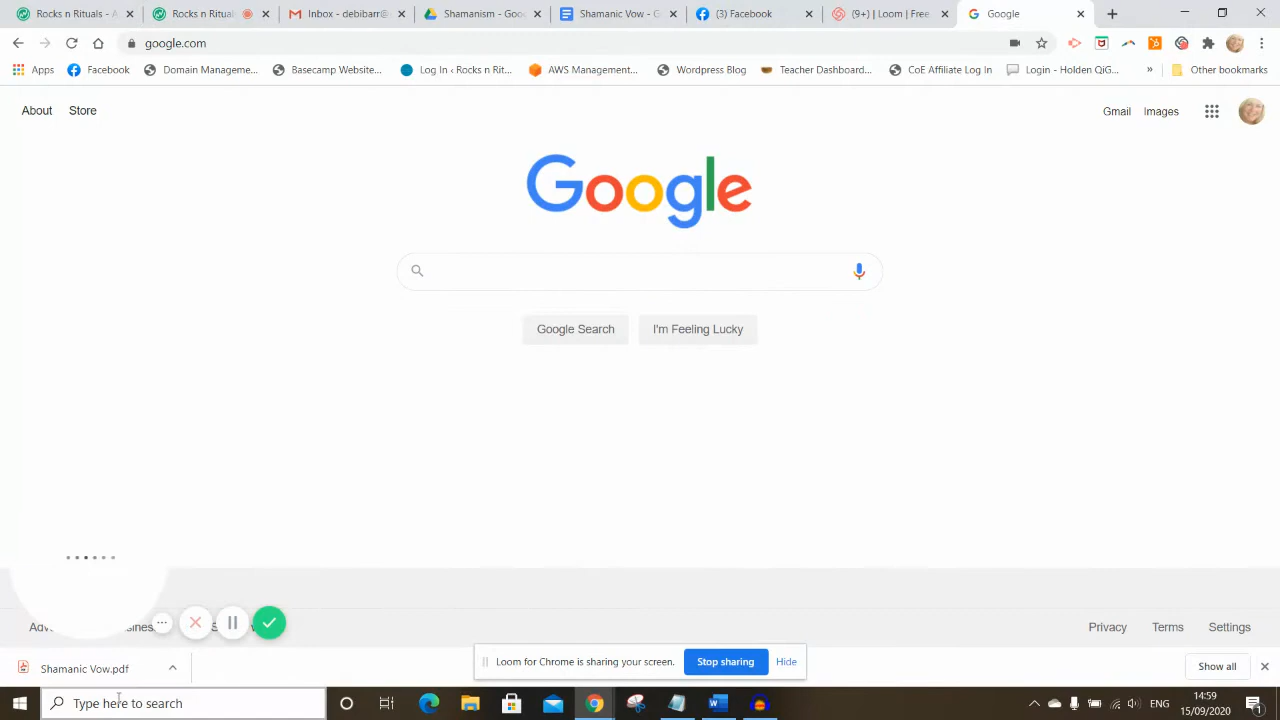 Rocks n Rituals - A
Rocks n Rituals
Inbox - debibarr@
Shamanism - Goo
Shamanic Vow - G
(3) Facebook
(9+) | Loom | Free
Google
google.com
Apps
Facebook
Domain Manageme...
Basecamp Website...
Log In ‹ Rocks n Rit...
AWS Management...
Wordpress Blog
Teacher Dashboar...
CoE Affiliate Log In
Login - Holden QiG...
»
Other bookmarks
About Store
Gmail Images
Google
Google Search I'm Feeling Lucky
Privacy Terms Settings
Loom for Chrome is sharing your screen. Stop sharing Hide
Shamanic Vow.pdf
Show all
Type here to search
ENG
14:59
15/09/2020
1